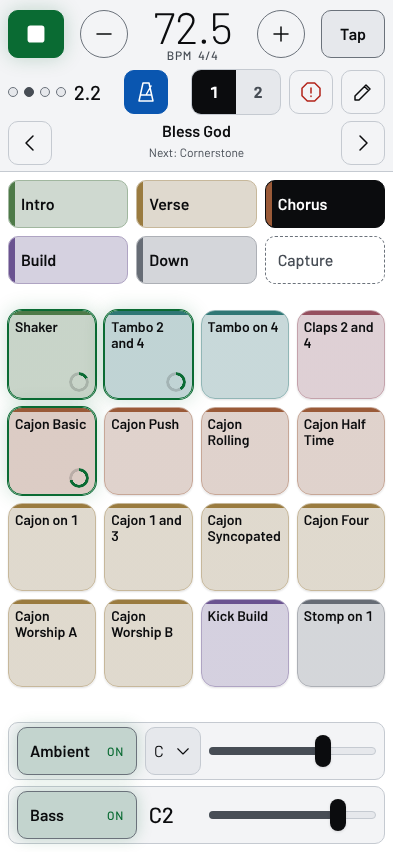 72.5
Tap
BPM 4/4
2.2
1 2
Bless God
Next: Cornerstone
Intro Verse Chorus
Build Down Capture
Shaker
Tambo 2
and 4
Tambo on 4
Claps 2 and
4
Cajon Basic
Cajon Push
Cajon
Rolling
Cajon Half
Time
Cajon on 1
Cajon 1 and
3
Cajon
Syncopated
Cajon Four
Cajon
Worship A
Cajon
Worship B
Kick Build
Stomp on 1
Ambient ON C
Bass ON C2